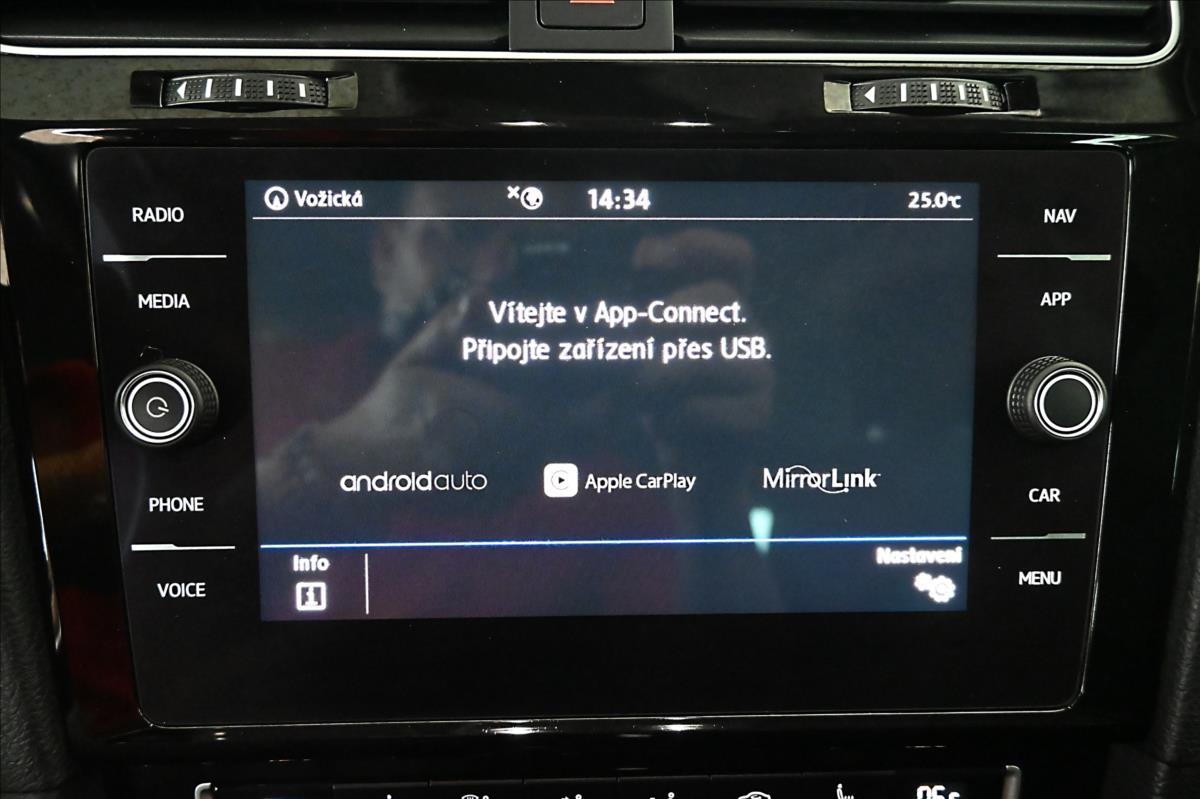 RADIO
MEDIA
PHONE
VOICE
Vožická 14:34 25.0°C
Vítejte v App-Connect.
Připojte zařízení přes USB.
androidauto Apple CarPlay MirrorLink™
Info Nastavení
NAV
APP
CAR
MENU